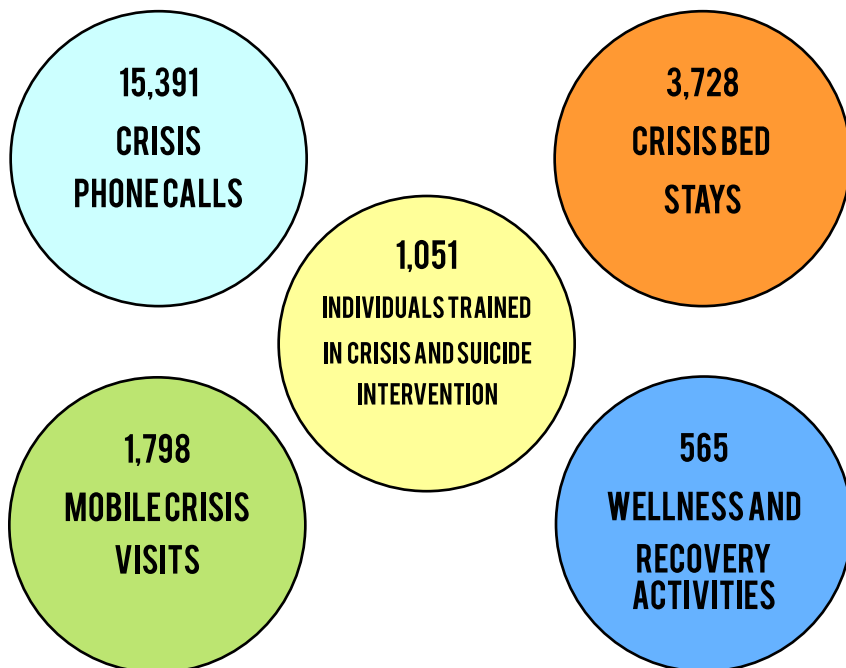 15,391
CRISIS
PHONE CALLS
3,728
CRISIS BED
STAYS
1,051
INDIVIDUALS TRAINED
IN CRISIS AND SUICIDE
INTERVENTION
1,798
MOBILE CRISIS
VISITS
565
WELLNESS AND
RECOVERY
ACTIVITIES